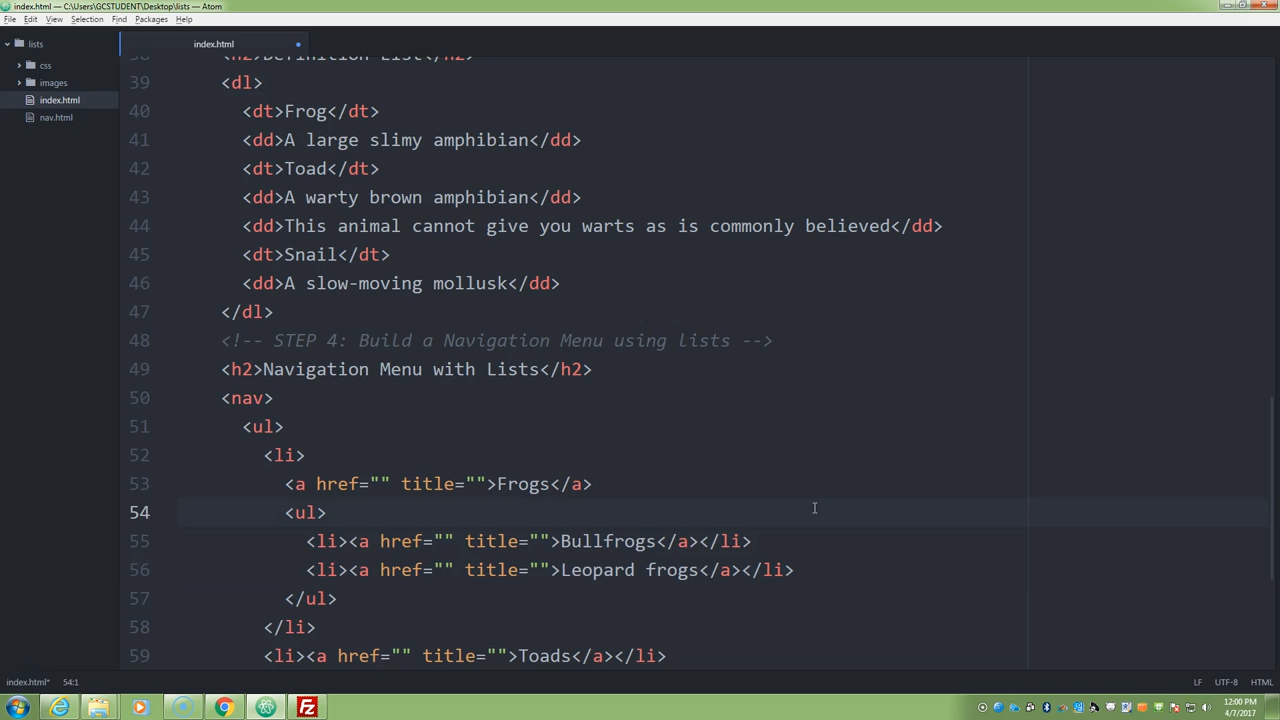 index.html — C:\Users\GCSTUDENT\Desktop\lists — Atom
File Edit View Selection Find Packages Help
lists
css
images
index.html
nav.html
index.html
38 <h2>Definition List</h2>
39 <dl>
40 <dt>Frog</dt>
41 <dd>A large slimy amphibian</dd>
42 <dt>Toad</dt>
43 <dd>A warty brown amphibian</dd>
44 <dd>This animal cannot give you warts as is commonly believed</dd>
45 <dt>Snail</dt>
46 <dd>A slow-moving mollusk</dd>
47 </dl>
48 <!-- STEP 4: Build a Navigation Menu using lists -->
49 <h2>Navigation Menu with Lists</h2>
50 <nav>
51 <ul>
52 <li>
53 <a href="" title="">Frogs</a>
54 <ul>
55 <li><a href="" title="">Bullfrogs</a></li>
56 <li><a href="" title="">Leopard frogs</a></li>
57 </ul>
58 </li>
59 <li><a href="" title="">Toads</a></li>
index.html* 54:1 LF UTF-8 HTML
12:00 PM
4/7/2017